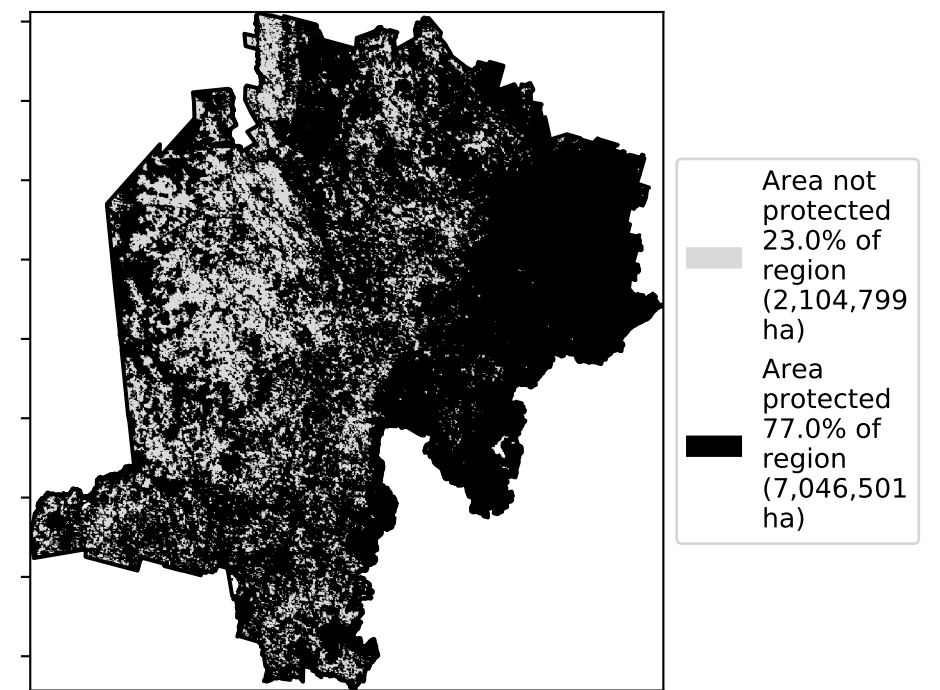 Area not
protected
23.0% of
region
(2,104,799
ha)
Area
protected
77.0% of
region
(7,046,501
ha)